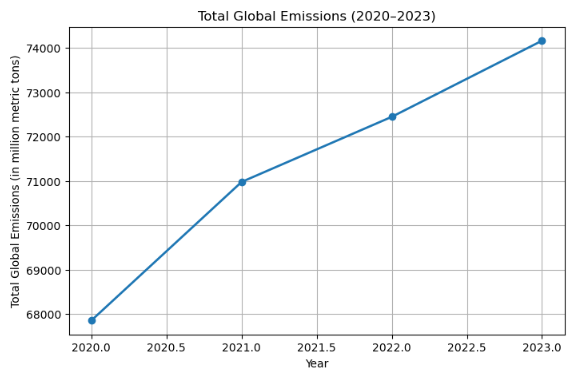 Total Global Emissions (2020–2023)
Total Global Emissions (in million metric tons)
74000
73000
72000
71000
70000
69000
68000
2020.0 2020.5 2021.0 2021.5 2022.0 2022.5 2023.0
Year